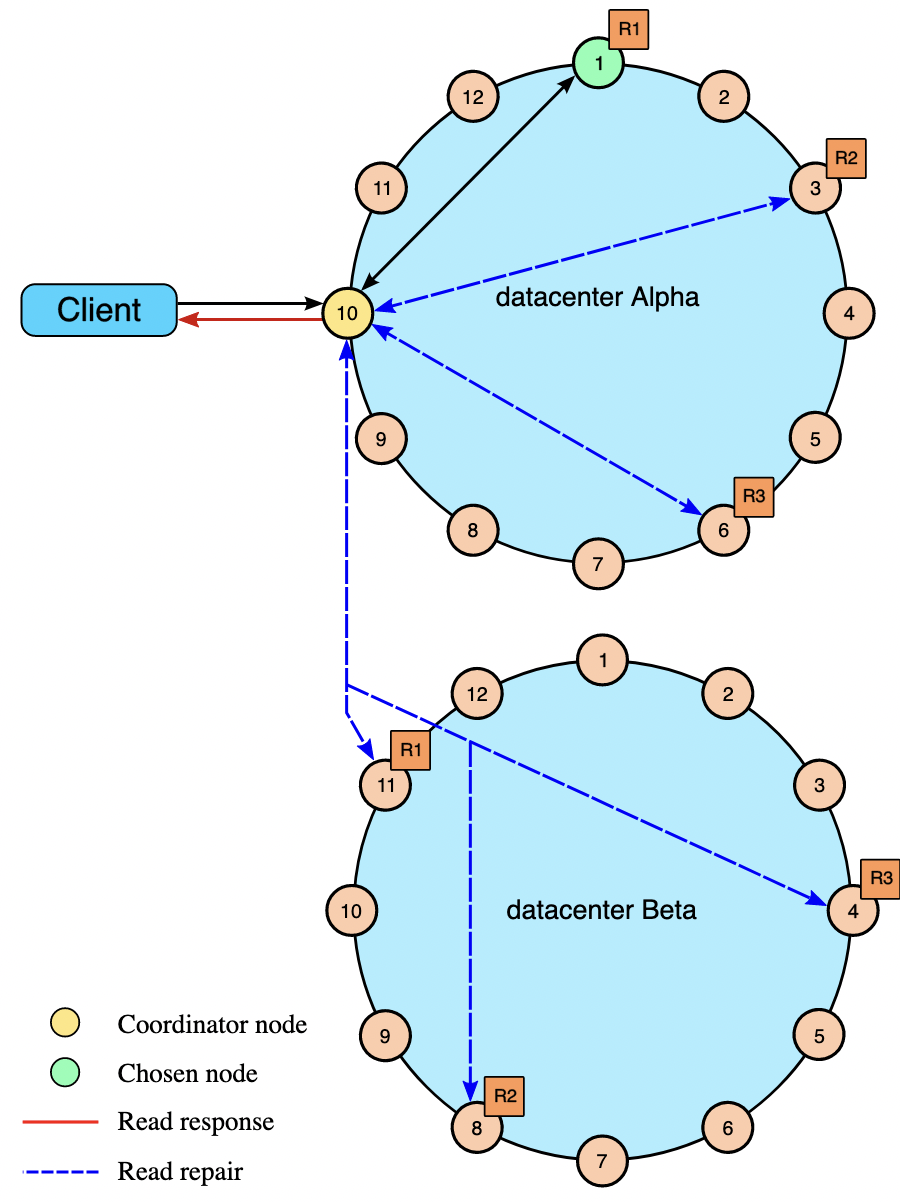 R1
1
12
2
R2
11
3
Client
10
datacenter Alpha
4
9
5
R3
8
6
7
1
12
2
R1
11
3
R3
10
datacenter Beta
4
9
5
R2
8
6
7
Coordinator node
Chosen node
Read response
Read repair